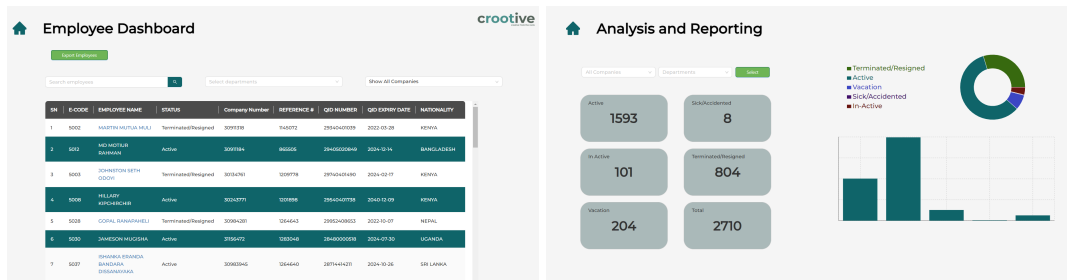 Employee Dashboard
crootive
Export Employees
Search employees
Select departments
Show All Companies
SN E-CODE EMPLOYEE NAME STATUS Company Number REFERENCE # QID NUMBER QID EXPIRY DATE NATIONALITY
1 5002 MARTIN MUTUA MULI Terminated/Resigned 30911318 1145072 29340401039 2022-03-28 KENYA
2 5012 MD MOTIUR RAHMAN Active 30911184 865505 29405020849 2024-12-14 BANGLADESH
3 5003 JOHNSTON SETH ODOYI Terminated/Resigned 30134761 1209778 29740401490 2024-02-17 KENYA
4 5008 HILLARY KIPCHIRCHIR Active 30243771 1201898 29540401738 2040-12-09 KENYA
5 5028 GOPAL RANAPAHELI Terminated/Resigned 30984281 1264643 29952408653 2022-10-07 NEPAL
6 5030 JAMESON MUGISHA Active 31156472 1283048 28480000518 2024-07-30 UGANDA
7 5037 ISHANKA ERANDA BANDARA DISSANAYAKA Active 30983945 1264640 28714414211 2024-10-26 SRI LANKA
Analysis and Reporting
All Companies
Departments
Select
Active
1593
Sick/Accidented
8
In Active
101
Terminated/Resigned
804
Vacation
204
Total
2710
Terminated/Resigned
Active
Vacation
Sick/Accidented
In-Active